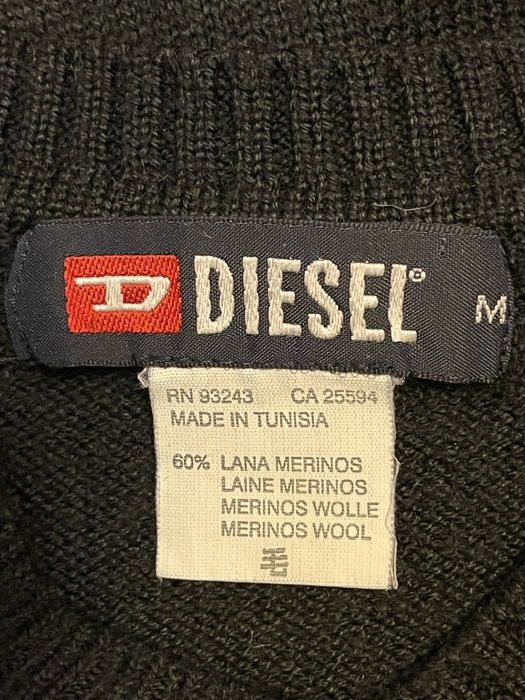 D DIESEL® M
RN 93243 CA 25594
MADE IN TUNISIA
60% LANA MERINOS
LAINE MERINOS
MERINOS WOLLE
MERINOS WOOL